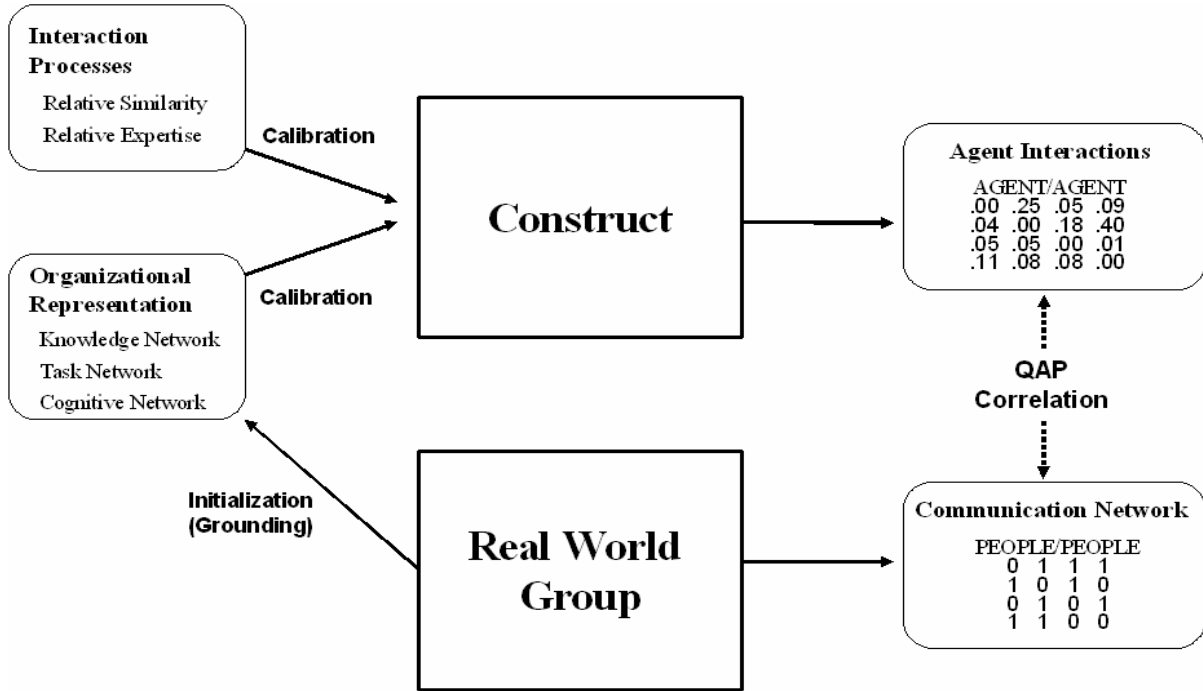 Interaction
Processes
Relative Similarity
Relative Expertise
Calibration
Construct
Agent Interactions
AGENT/AGENT
.00 .25 .05 .09
.04 .00 .18 .40
.05 .05 .00 .01
.11 .08 .08 .00
Organizational
Representation
Knowledge Network
Task Network
Cognitive Network
Calibration
QAP
Correlation
Initialization
(Grounding)
Real World
Group
Communication Network
PEOPLE/PEOPLE
0 1 1 1
1 0 1 0
0 1 0 1
1 1 0 0